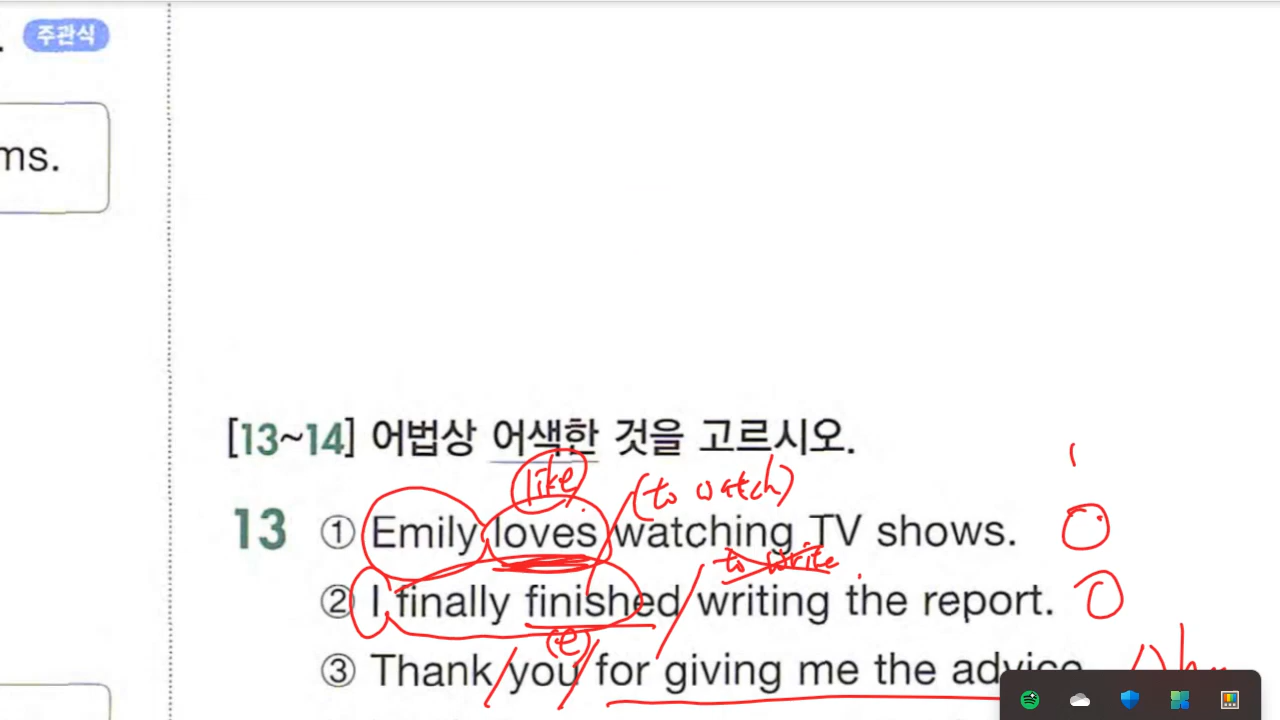 주관식
ms.
[13~14] 어법상 어색한 것을 고르시오.
like
(to watch)
13 ① Emily loves watching TV shows.
to write
② I finally finished writing the report.
(e)
③ Thank you for giving me the advice.